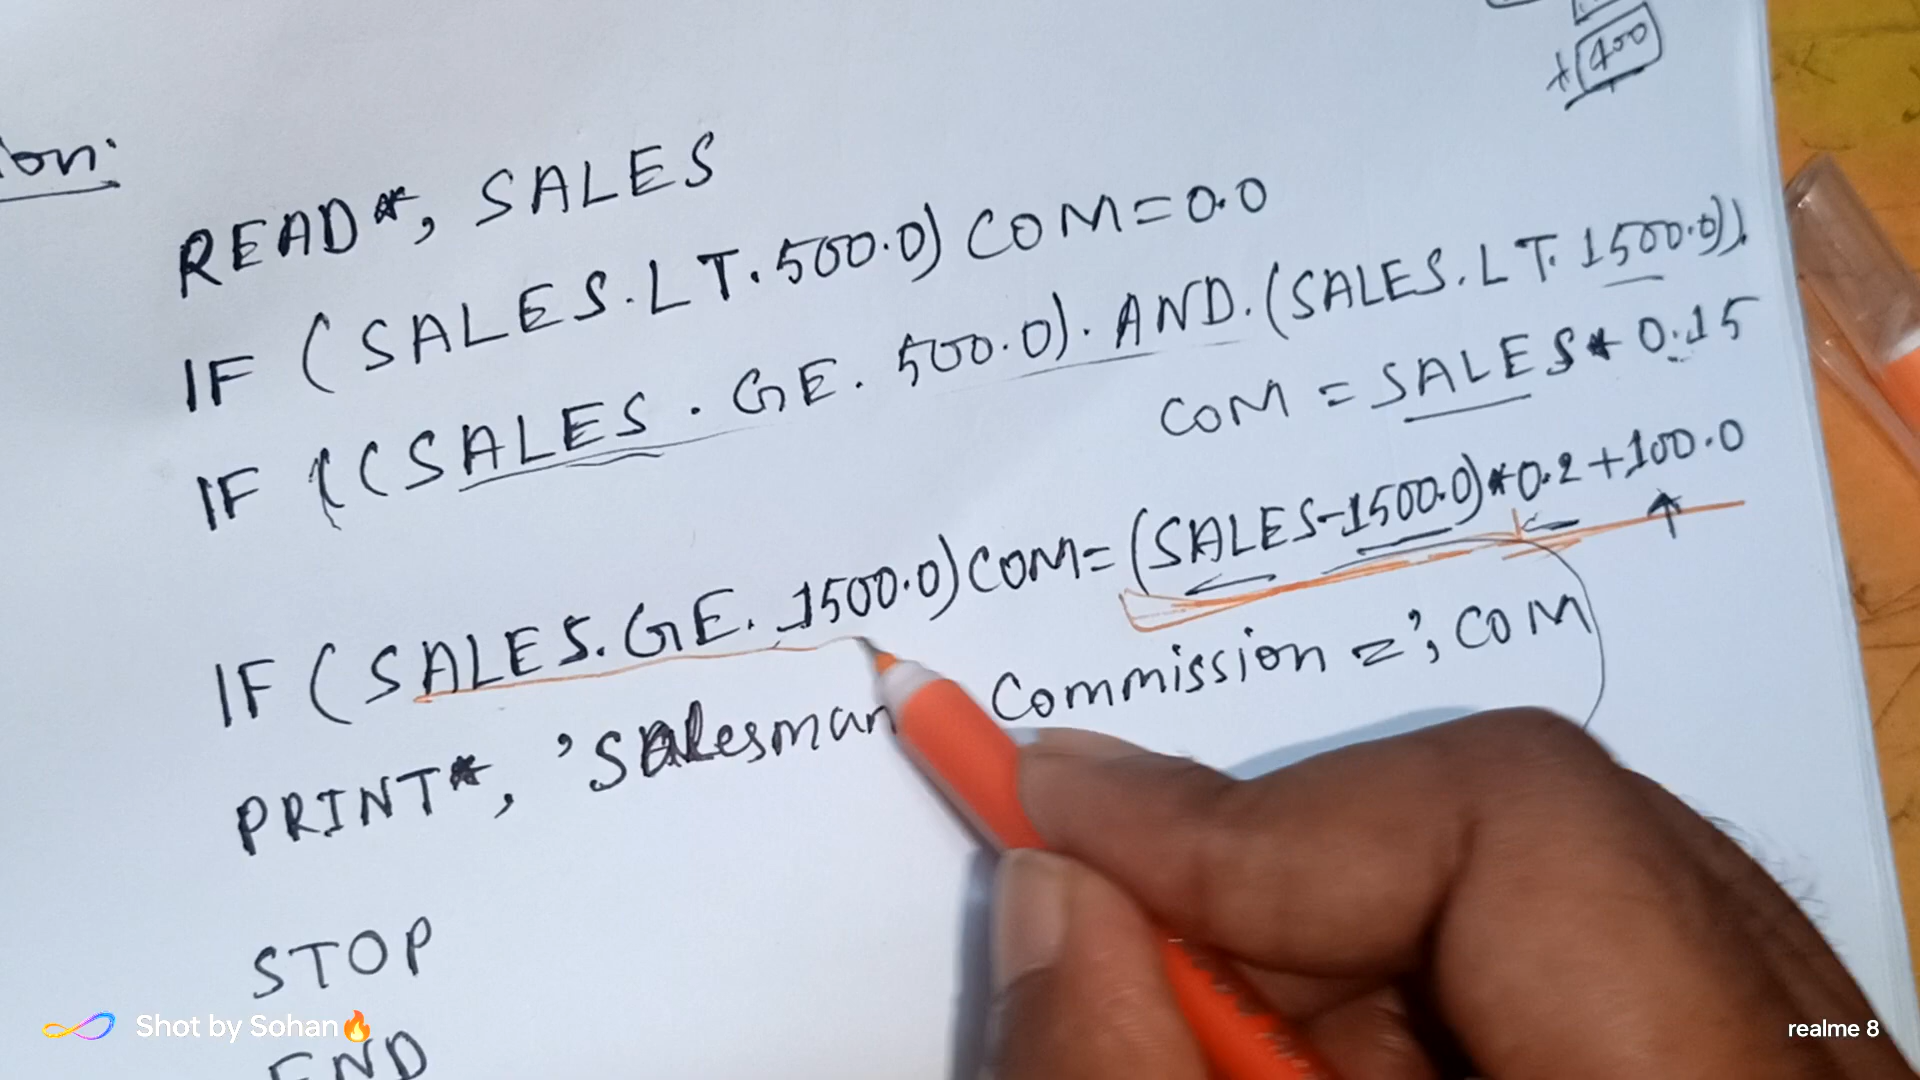 +400
on:
READ*, SALES
IF (SALES.LT.500.0) COM=0.0
IF ((SALES.GE.500.0).AND.(SALES.LT.1500.0))
COM = SALES*0.15
IF (SALES.GE.1500.0) COM=(SALES-1500.0)*0.2+100.0
PRINT*, 'Salesman Commission =', COM
STOP
END
Shot by Sohan🔥
realme 8